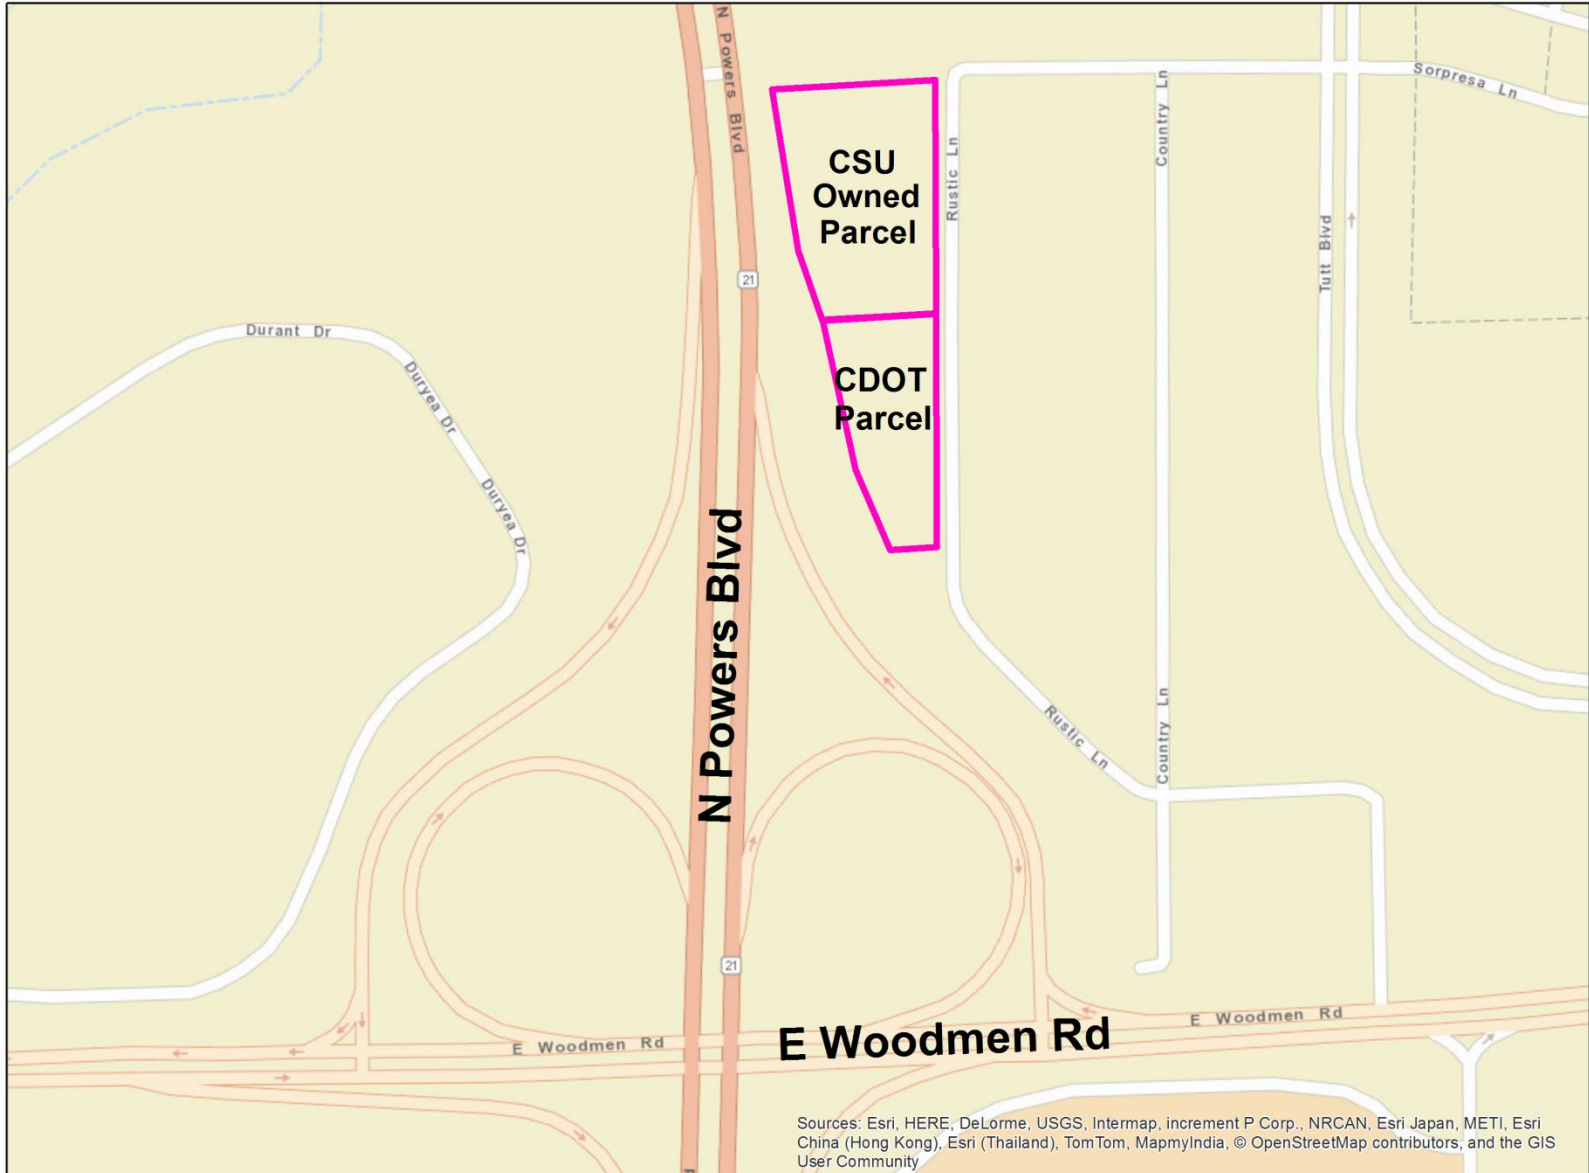 N Powers Blvd
Sorpresa Ln
Country Ln
Rustic Ln
CSU
Owned
Parcel
Tutt Blvd
21
Durant Dr
Duryea Dr
CDOT
Parcel
Duryea Dr
N Powers Blvd
Rustic Ln
Country Ln
21
E Woodmen Rd
E Woodmen Rd
E Woodmen Rd
Sources: Esri, HERE, DeLorme, USGS, Intermap, increment P Corp., NRCAN, Esri Japan, METI, Esri
China (Hong Kong), Esri (Thailand), TomTom, MapmyIndia, © OpenStreetMap contributors, and the GIS
User Community